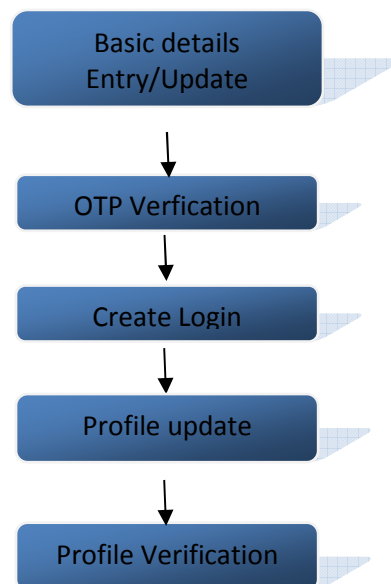 Basic details
Entry/Update
OTP Verfication
Create Login
Profile update
Profile Verification